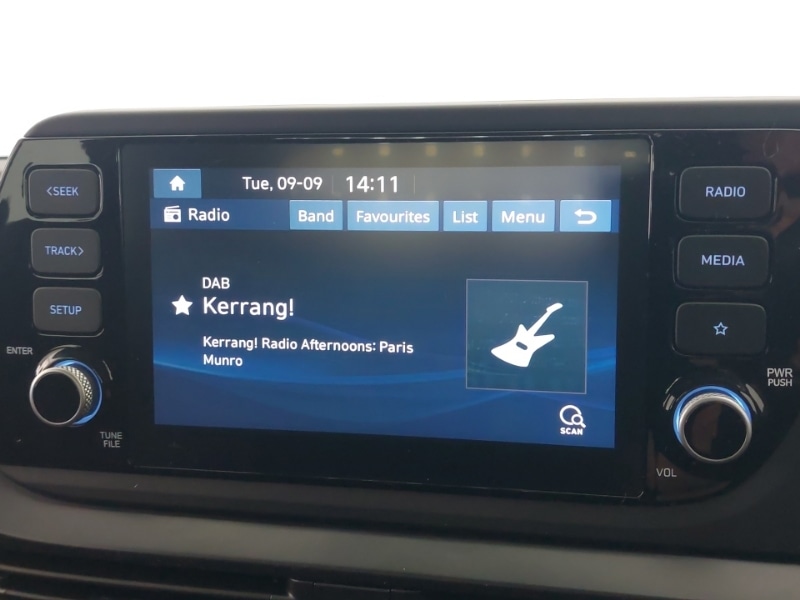 Tue, 09-09 14:11
Radio Band Favourites List Menu
DAB
Kerrang!
Kerrang! Radio Afternoons: Paris
Munro
SCAN
<SEEK
TRACK>
SETUP
ENTER
TUNE
FILE
RADIO
MEDIA
PWR
PUSH
VOL